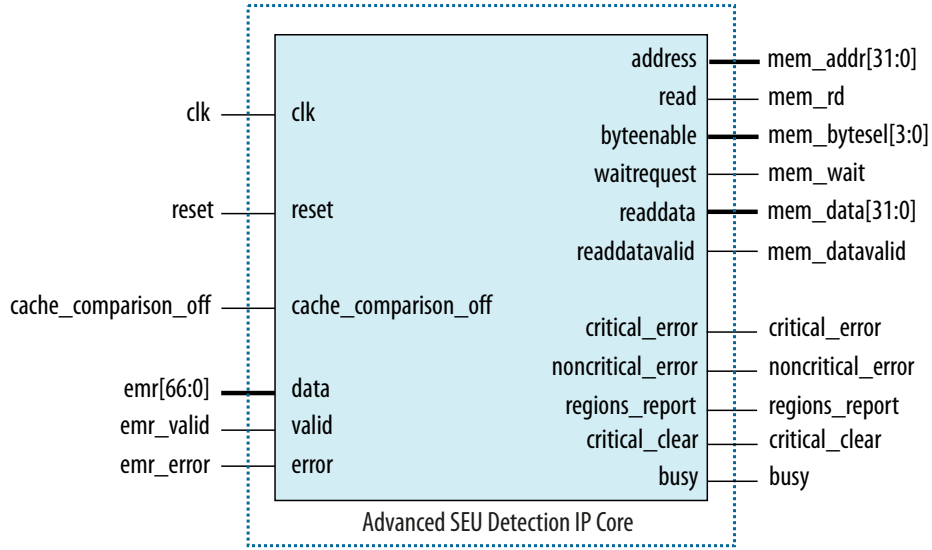 address mem_addr[31:0]
read mem_rd
clk clk
byteenable mem_bytesel[3:0]
waitrequest mem_wait
reset reset
readdata mem_data[31:0]
readdatavalid mem_datavalid
cache_comparison_off cache_comparison_off
critical_error critical_error
noncritical_error noncritical_error
emr[66:0] data
regions_report regions_report
emr_valid valid
critical_clear critical_clear
emr_error error
busy busy
Advanced SEU Detection IP Core